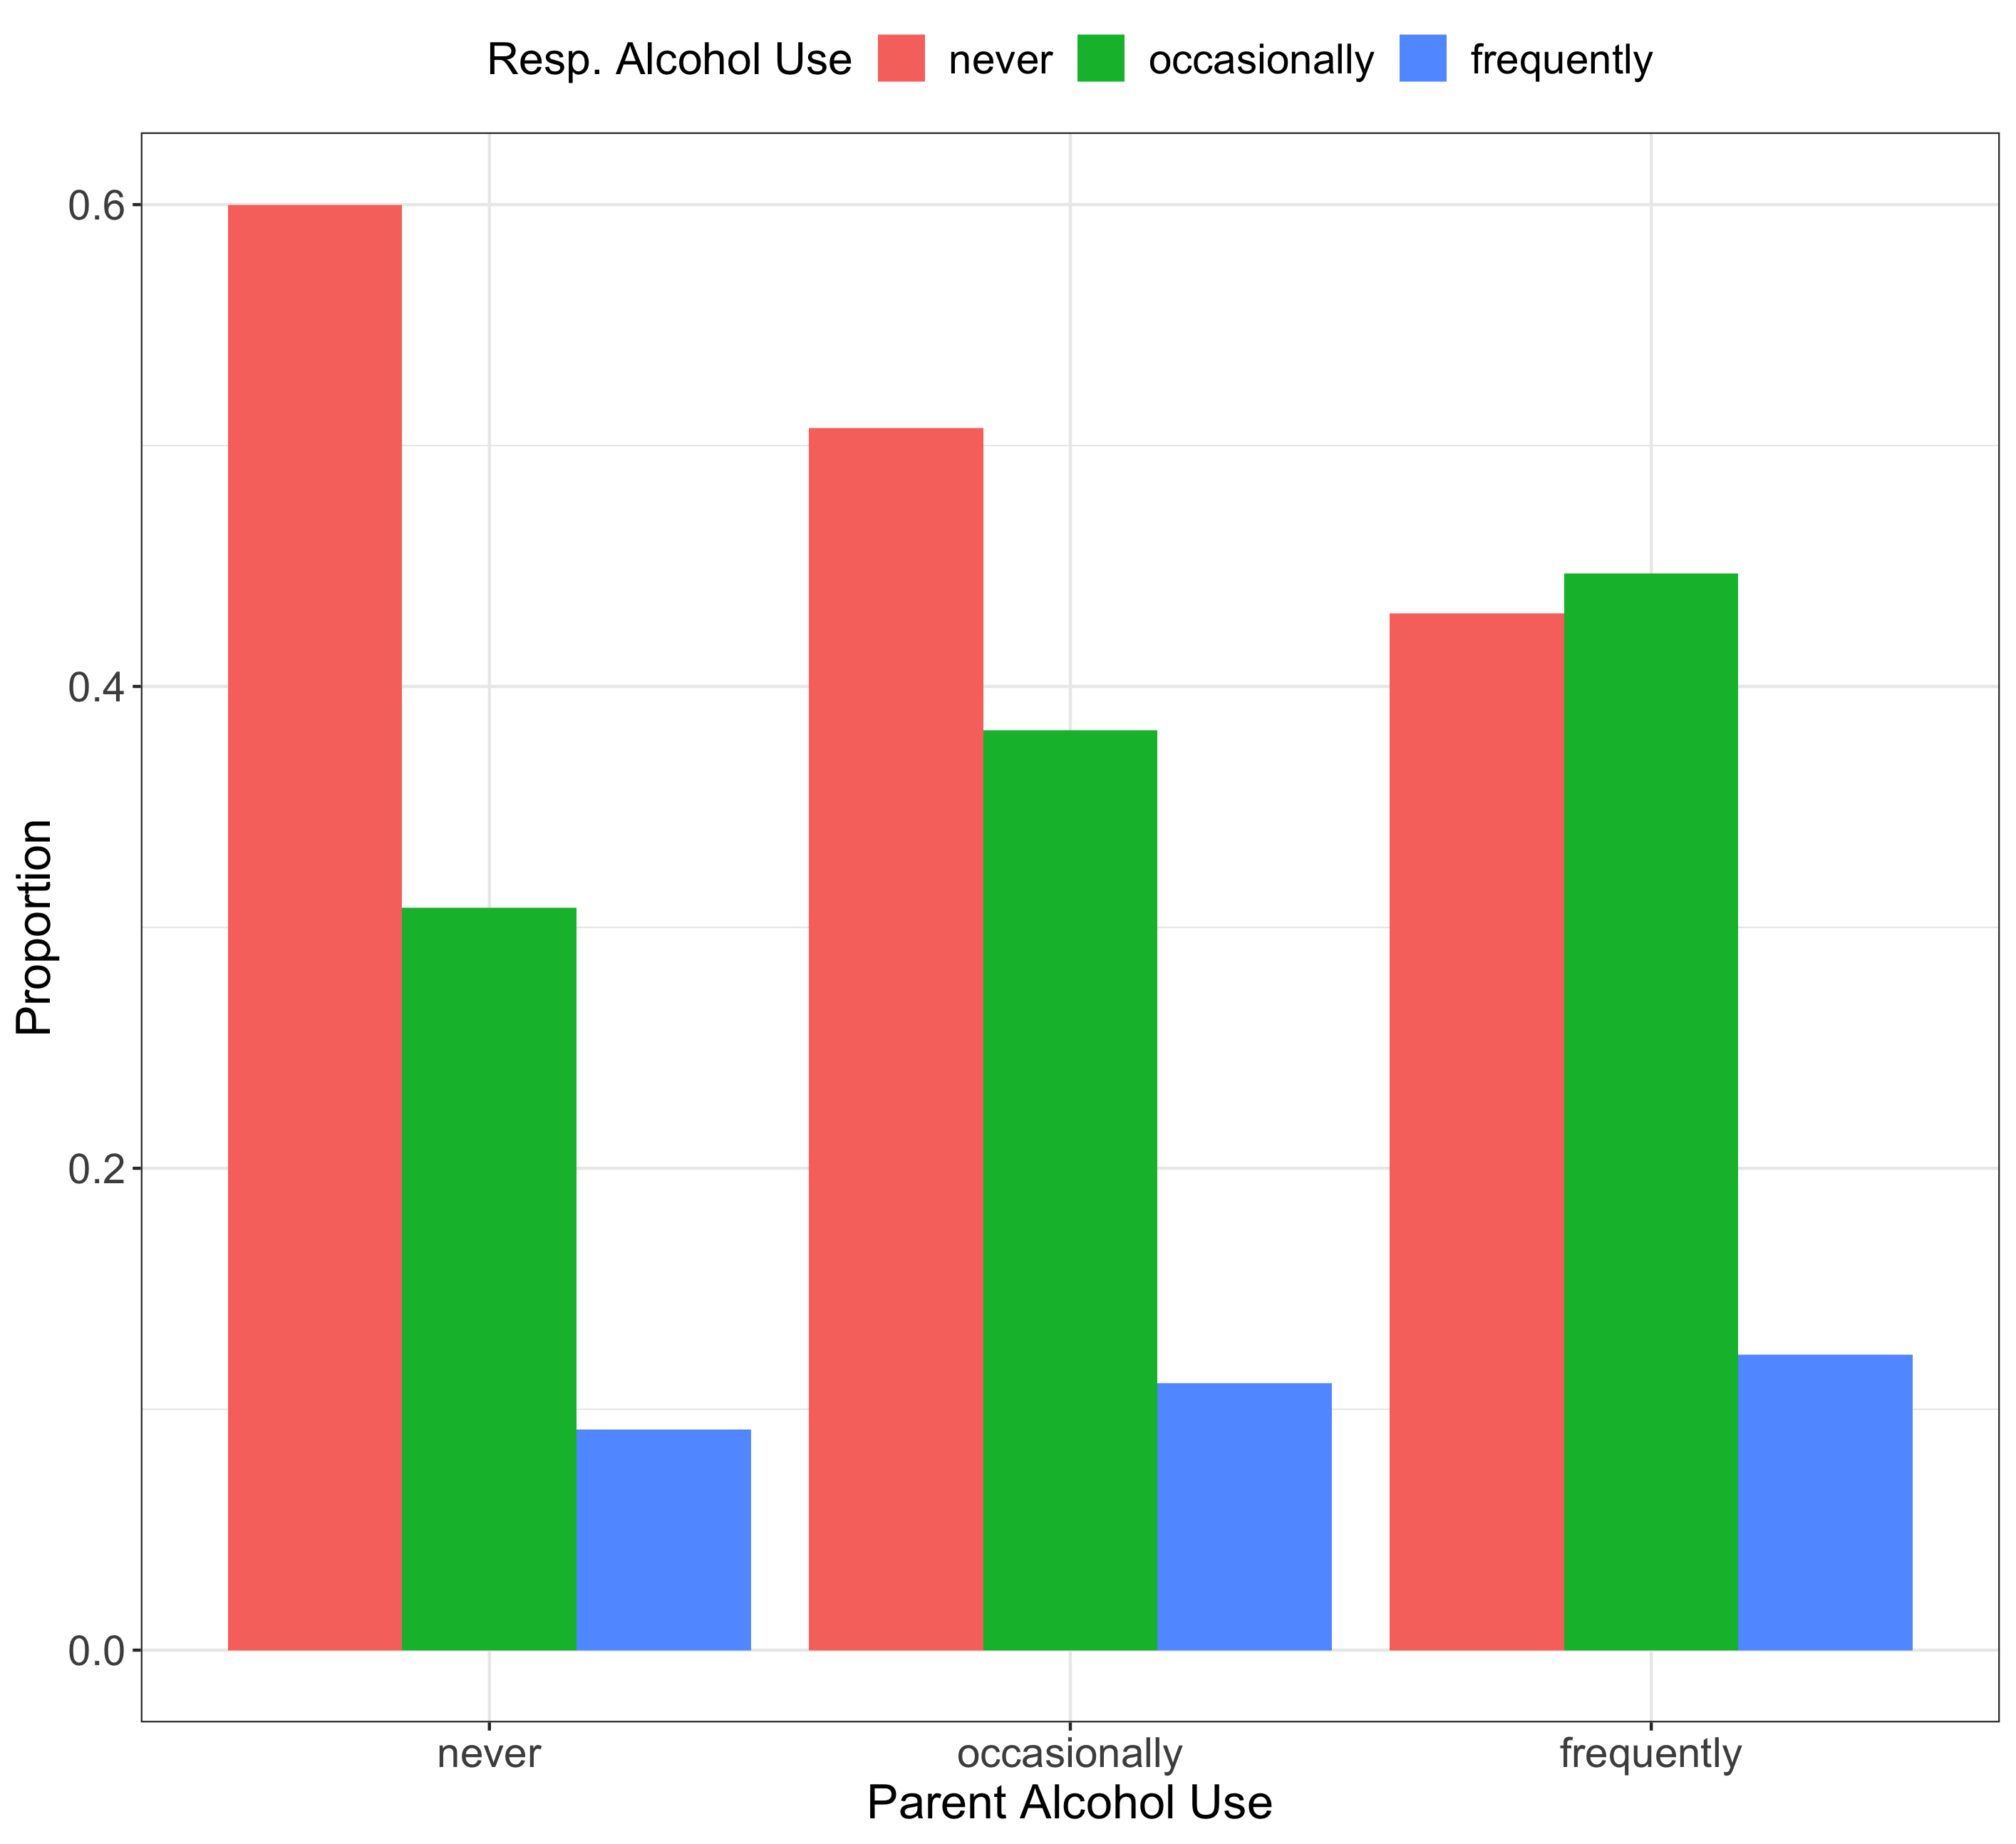 Resp. Alcohol Use never occasionally frequently
0.6
0.4
0.2
0.0
Proportion
never occasionally frequently
Parent Alcohol Use